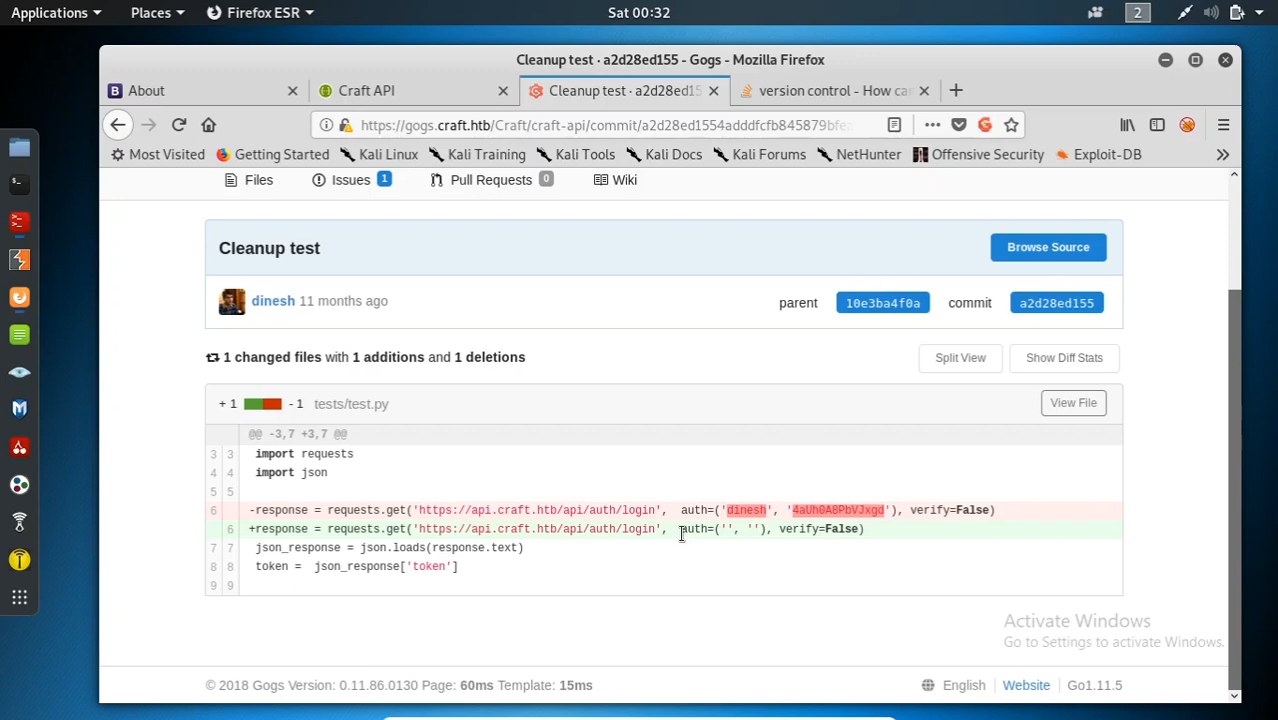 Applications Places Firefox ESR Sat 00:32 2
Cleanup test · a2d28ed155 - Gogs - Mozilla Firefox
About Craft API Cleanup test · a2d28ed15 version control - How can
https://gogs.craft.htb/Craft/craft-api/commit/a2d28ed1554adddfcfb845879bfe
Most Visited Getting Started Kali Linux Kali Training Kali Tools Kali Docs Kali Forums NetHunter Offensive Security Exploit-DB
Files Issues 1 Pull Requests 0 Wiki
Cleanup test Browse Source
dinesh 11 months ago parent 10e3ba4f0a commit a2d28ed155
1 changed files with 1 additions and 1 deletions Split View Show Diff Stats
+ 1 - 1 tests/test.py View File
@@ -3,7 +3,7 @@
3 3 import requests
4 4 import json
5 5
6 -response = requests.get('https://api.craft.htb/api/auth/login', auth=('dinesh', '4aUh0A8PbVJxgd'), verify=False)
6 +response = requests.get('https://api.craft.htb/api/auth/login', auth=('', ''), verify=False)
7 7 json_response = json.loads(response.text)
8 8 token = json_response['token']
9 9
Activate Windows
Go to Settings to activate Windows.
© 2018 Gogs Version: 0.11.86.0130 Page: 60ms Template: 15ms English Website Go1.11.5